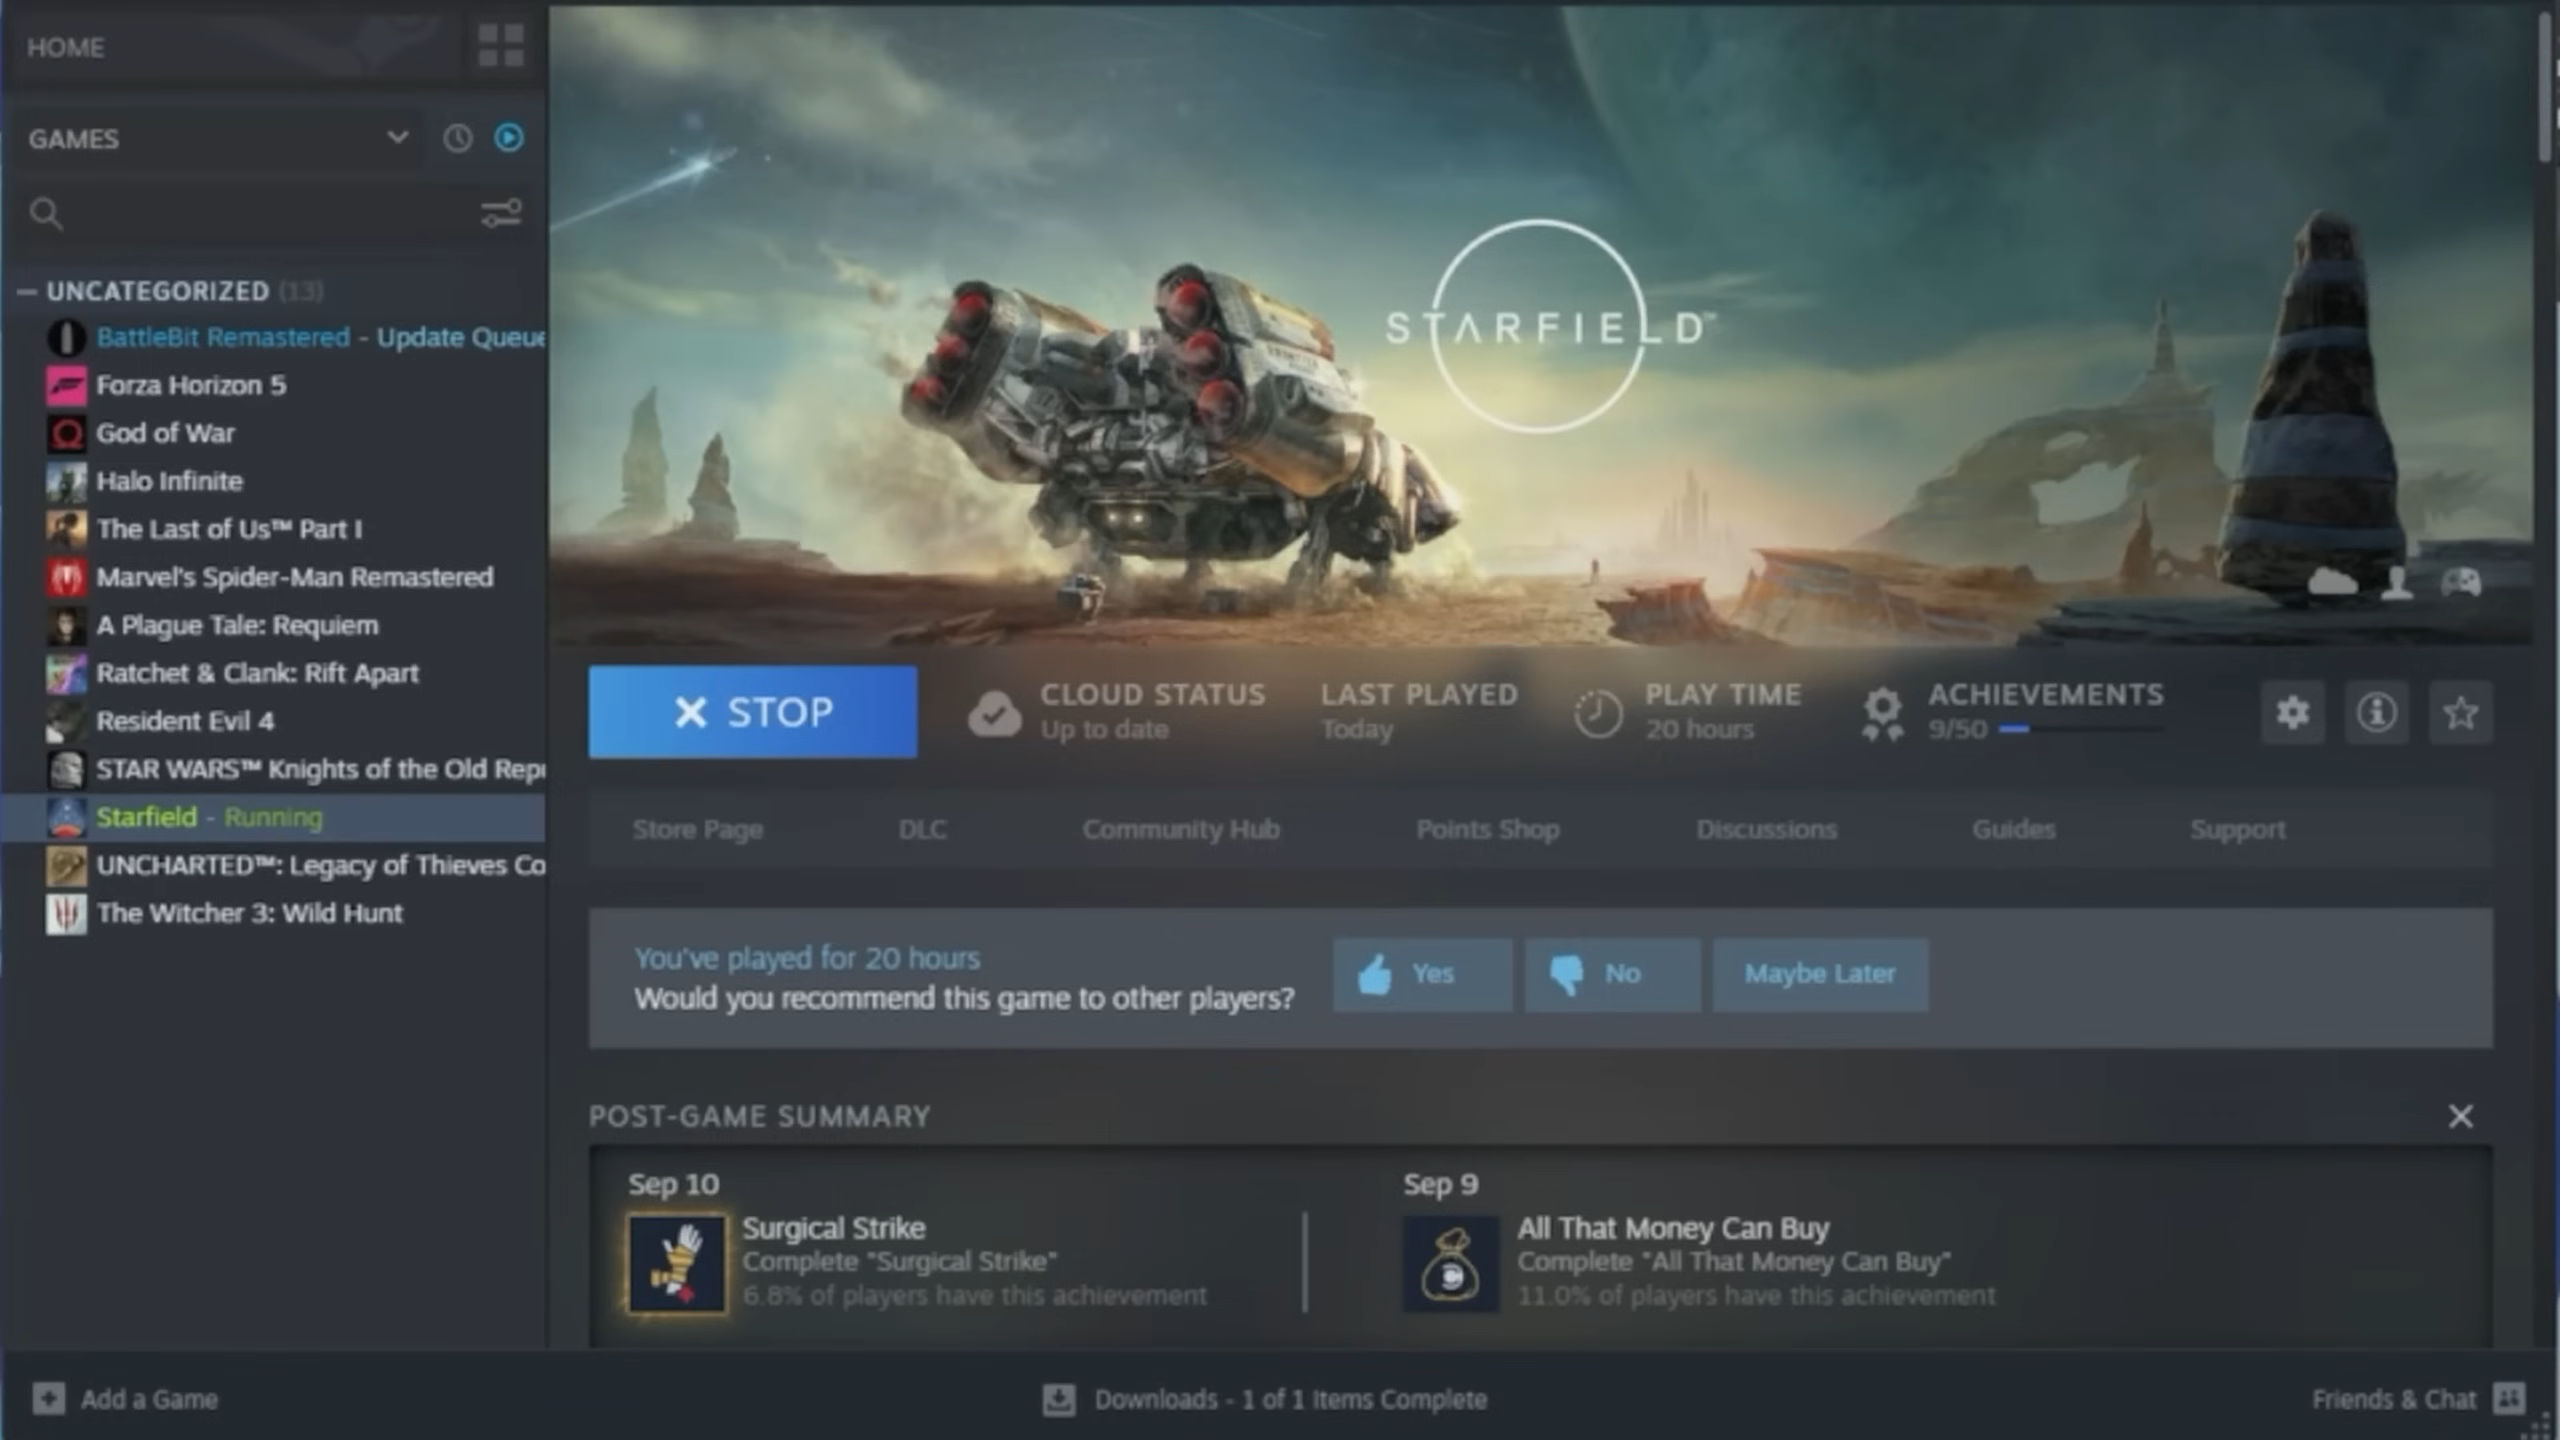 HOME
GAMES
UNCATEGORIZED (13)
BattleBit Remastered - Update Queue
Forza Horizon 5
God of War
Halo Infinite
The Last of Us™ Part I
Marvel's Spider-Man Remastered
A Plague Tale: Requiem
Ratchet & Clank: Rift Apart
Resident Evil 4
STAR WARS™ Knights of the Old Rep
Starfield - Running
UNCHARTED™: Legacy of Thieves Co
The Witcher 3: Wild Hunt
STARFIELD™
STOP
CLOUD STATUS
Up to date
LAST PLAYED
Today
PLAY TIME
20 hours
ACHIEVEMENTS
9/50
Store Page DLC Community Hub Points Shop Discussions Guides Support
You've played for 20 hours
Would you recommend this game to other players?
Yes
No
Maybe Later
POST-GAME SUMMARY
Sep 10
Surgical Strike
Complete "Surgical Strike"
6.8% of players have this achievement
Sep 9
All That Money Can Buy
Complete "All That Money Can Buy"
11.0% of players have this achievement
Add a Game
Downloads - 1 of 1 Items Complete
Friends & Chat